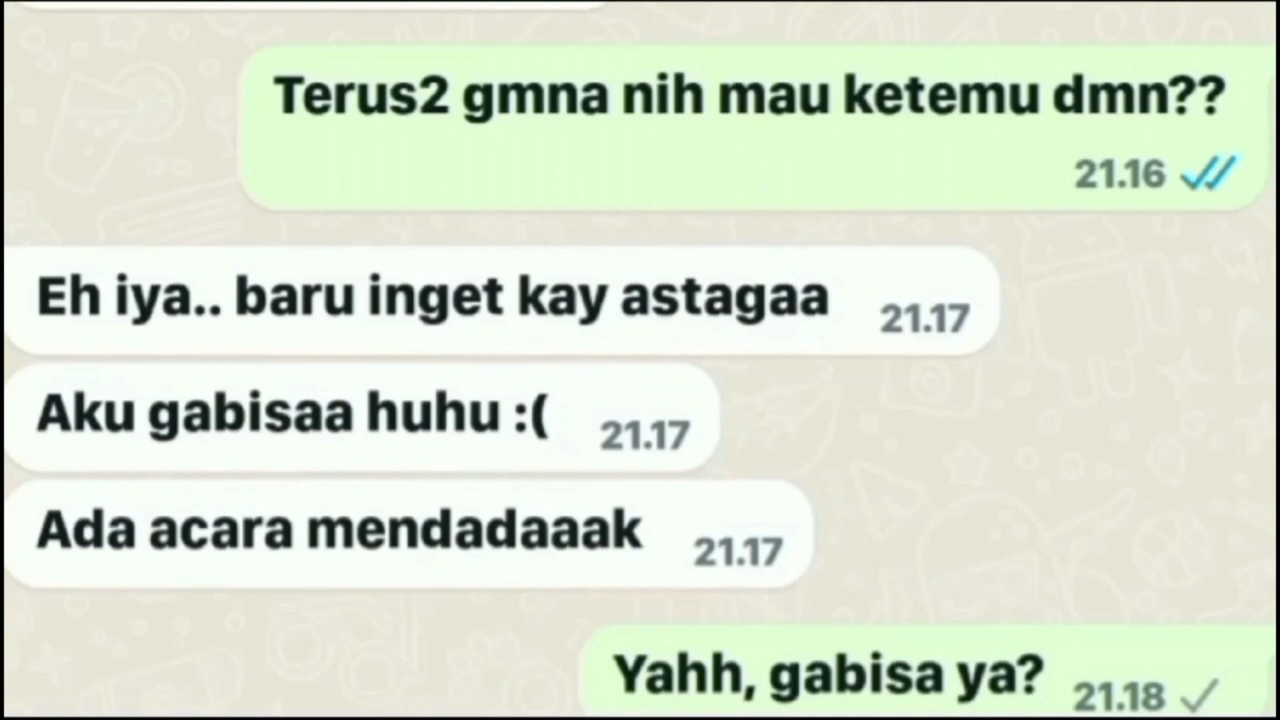 Terus2 gmna nih mau ketemu dmn??
21.16
Eh iya.. baru inget kay astagaa
21.17
Aku gabisaa huhu :(
21.17
Ada acara mendadaaak
21.17
Yahh, gabisa ya?
21.18